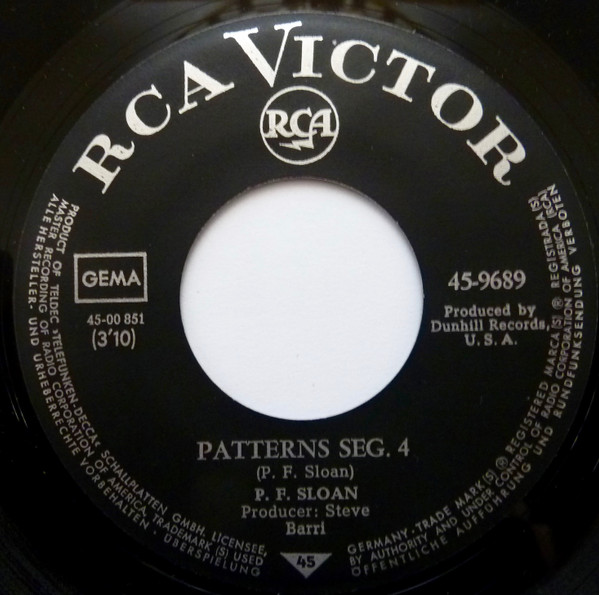 RCA VICTOR
RCA
GEMA
45-00 851
(3'10)
45-9689
Produced by
Dunhill Records,
U. S. A.
PATTERNS SEG. 4
(P. F. Sloan)
P. F. SLOAN
Producer: Steve
Barri
45
PRODUCT OF TELDEC »TELEFUNKEN-DECCA« SCHALLPLATTEN GMBH. LICENSEE,
MASTER RECORDING OF RADIO CORPORATION OF AMERICA. TRADEMARK (S) USED
ALLE HERSTELLER- UND URHEBERRECHTE VORBEHALTEN · ÜBERSPIELUNG
GERMANY - TRADE MARK(S) ® REGISTERED MARCA(S) ® REGISTRADA(S)
BY AUTHORITY AND UNDER CONTROL OF RADIO CORPORATION OF AMERICA (RCA)
ÖFFENTLICHE AUFFÜHRUNG UND RUNDFUNKSENDUNG VERBOTEN